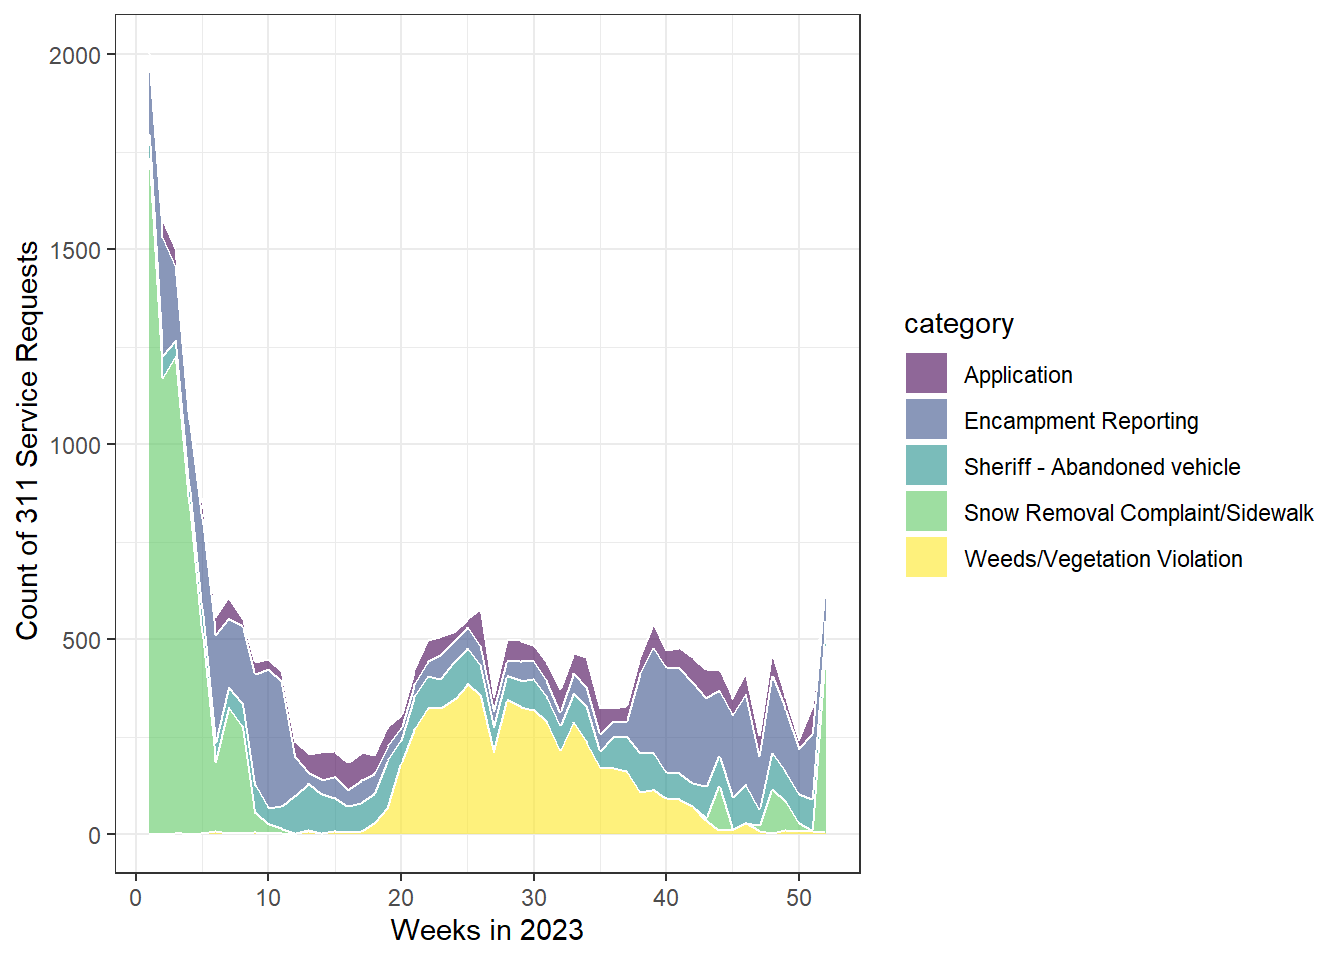 Count of 311 Service Requests
2000
1500
1000
500
0
0 10 20 30 40 50
Weeks in 2023
category
Application
Encampment Reporting
Sheriff - Abandoned vehicle
Snow Removal Complaint/Sidewalk
Weeds/Vegetation Violation